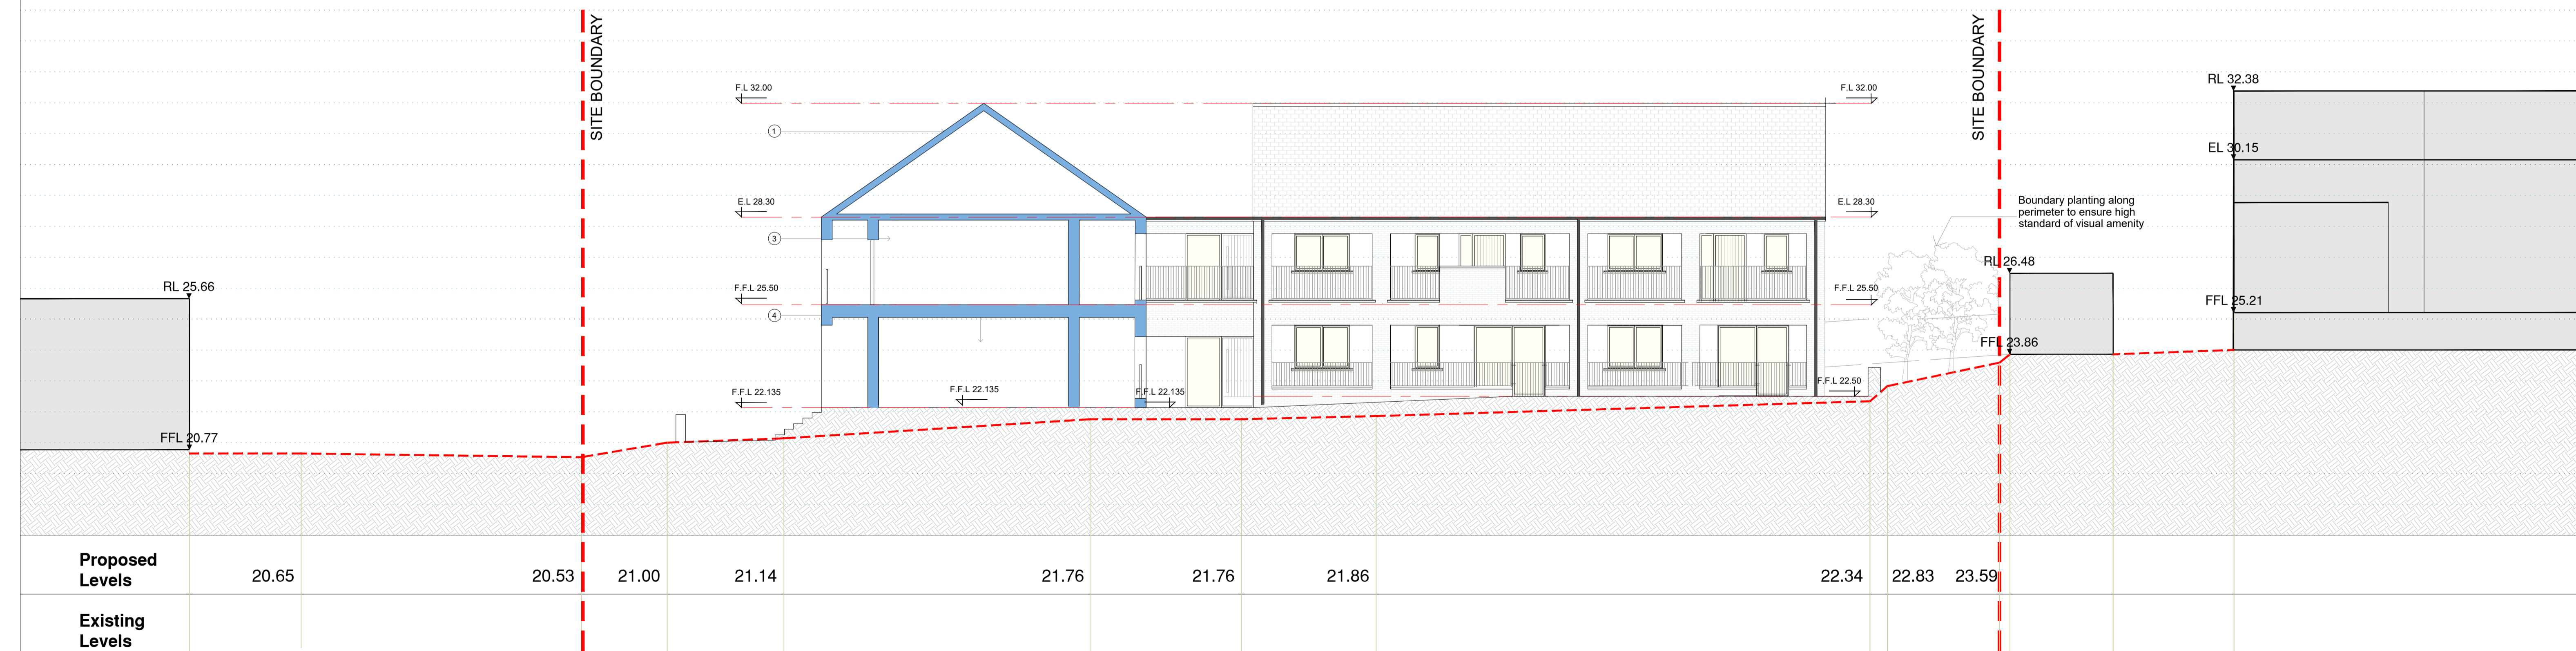 SITE BOUNDARY
SITE BOUNDARY
RL 32.38
F.L 32.00
F.L 32.00
1
EL 30.15
E.L 28.30
E.L 28.30
Boundary planting along
perimeter to ensure high
standard of visual amenity
3
RL 26.48
RL 25.66
F.F.L 25.50
F.F.L 25.50
FFL 25.21
4
FFL 23.86
F.F.L 22.135
F.F.L 22.135
F.F.L 22.135
F.F.L 22.50
FFL 20.77
Proposed
Levels
20.65
20.53
21.00
21.14
21.76
21.76
21.86
22.34
22.83
23.59
Existing
Levels